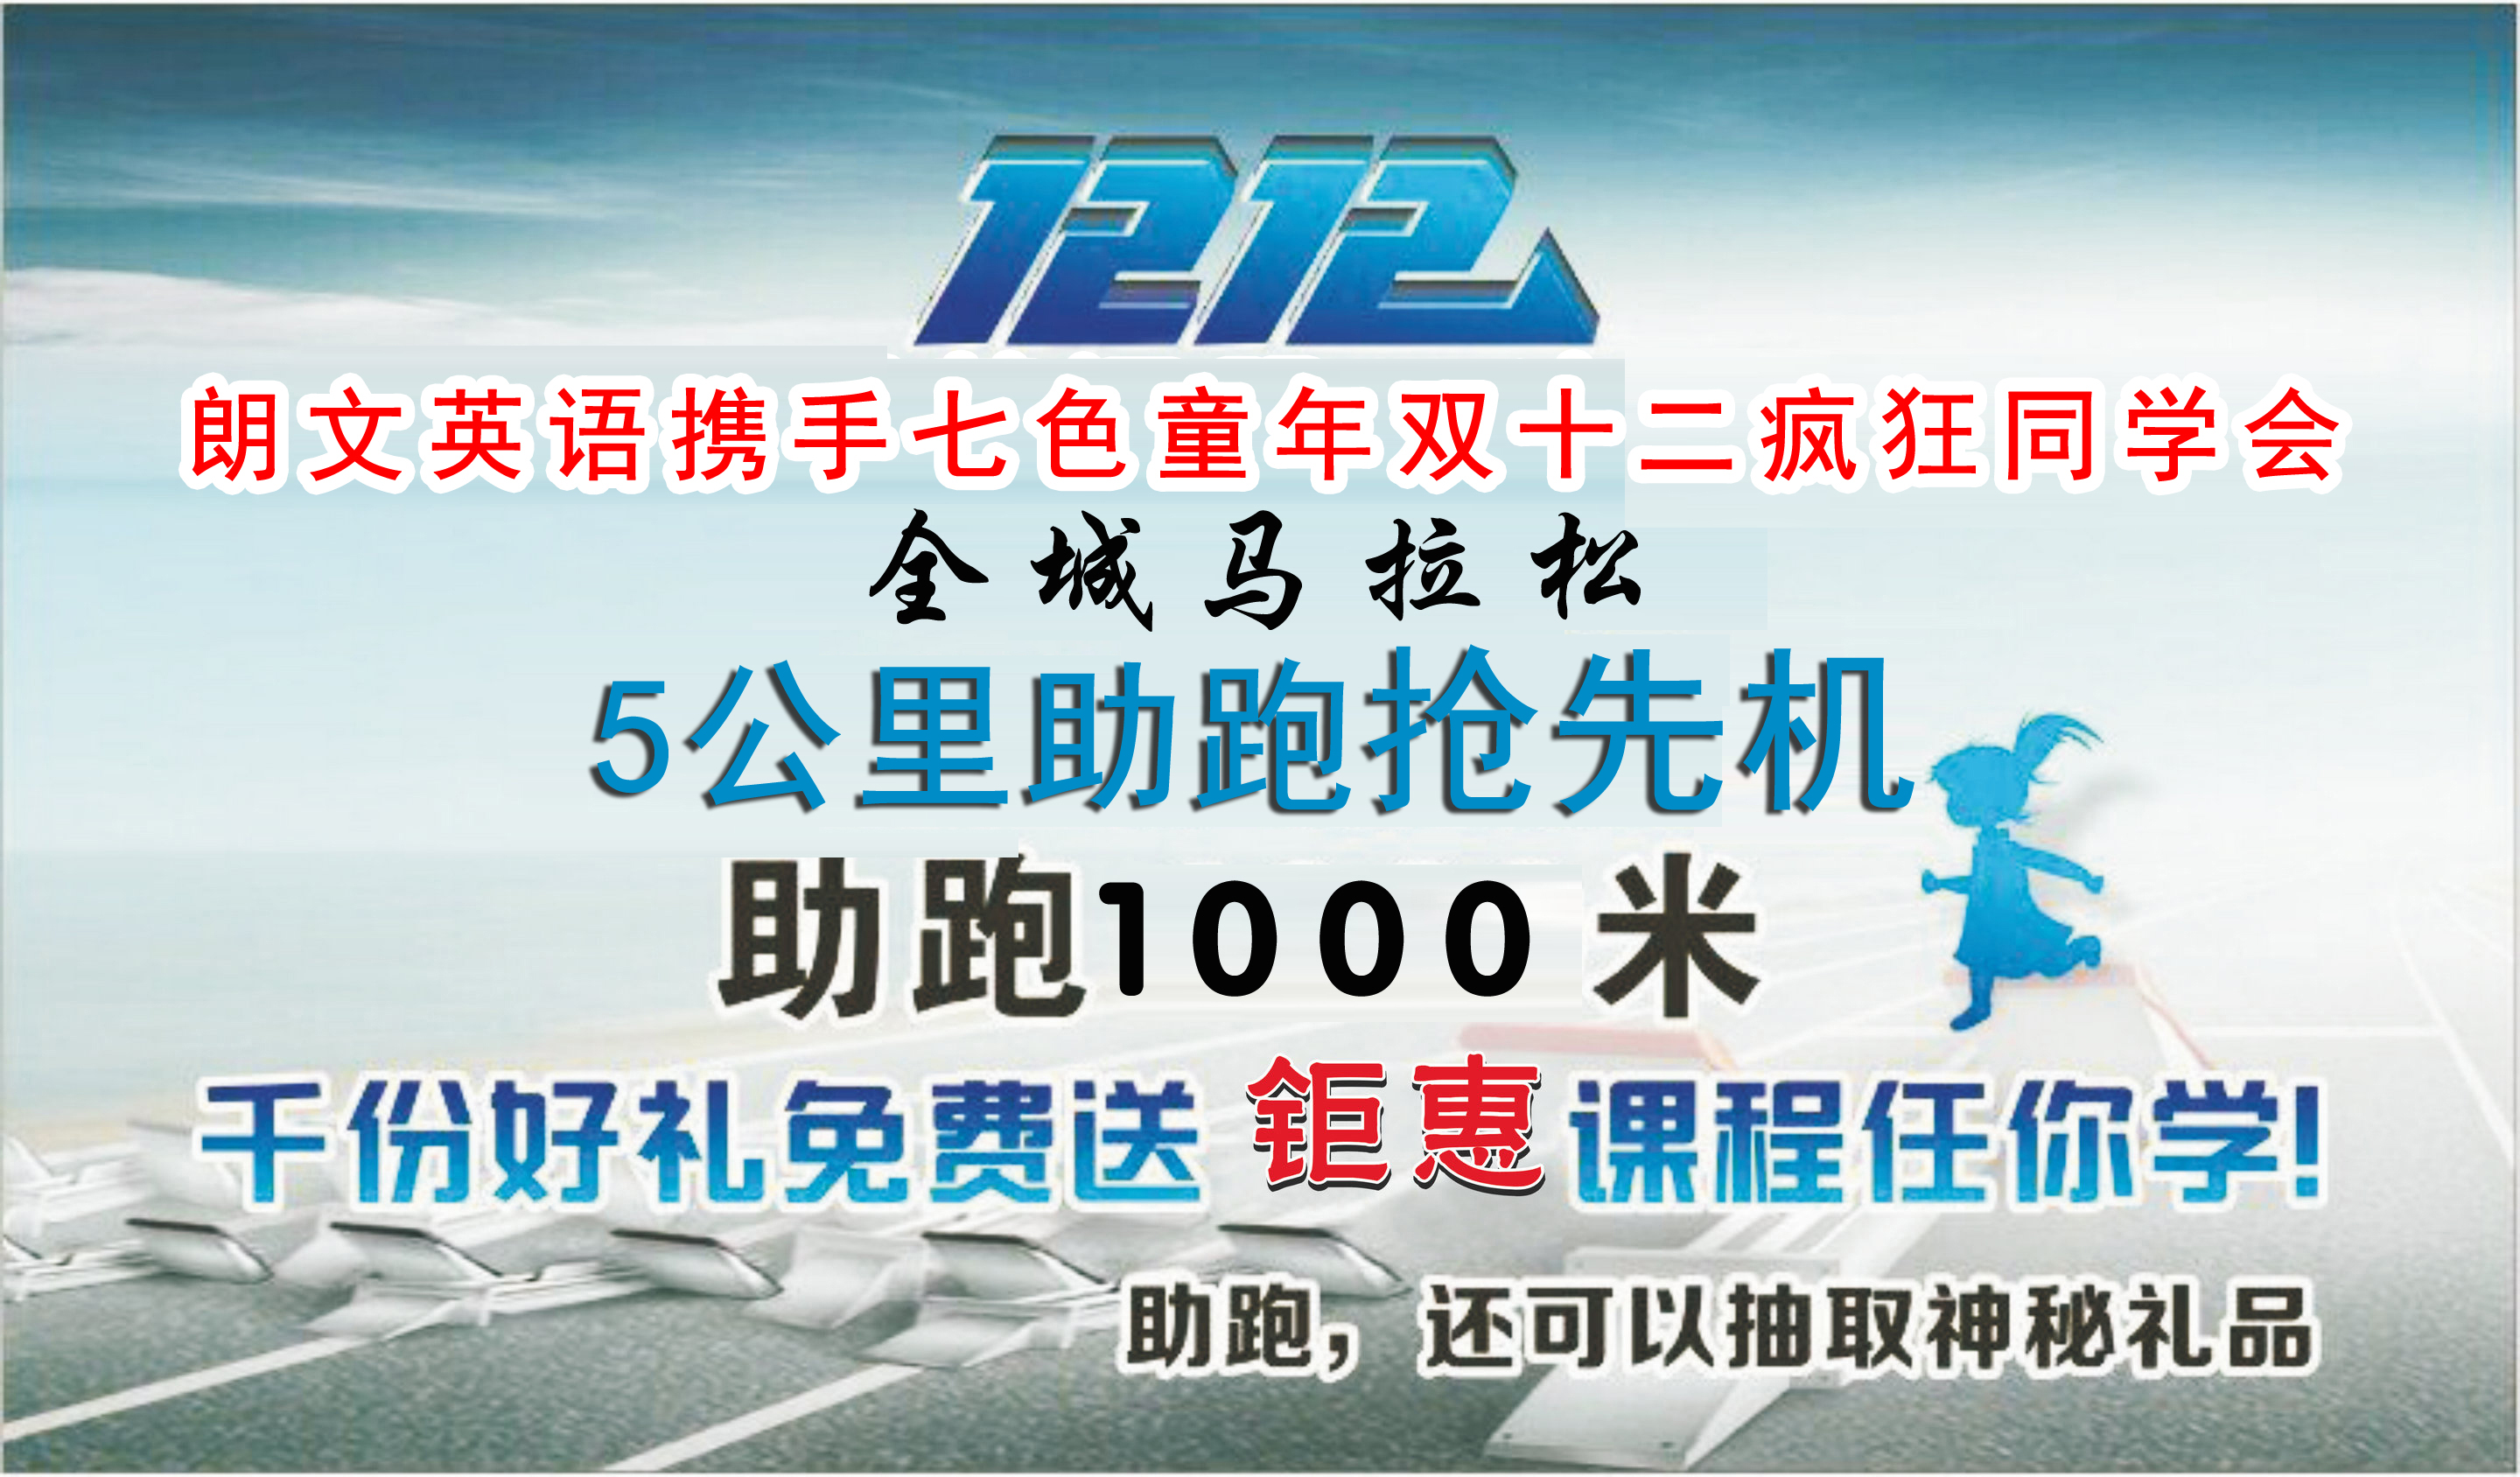 1212
朗文英语携手七色童年双十二疯狂同学会
全城马拉松
5公里助跑抢先机
助跑1000米
千份好礼免费送 钜惠 课程任你学!
助跑，还可以抽取神秘礼品